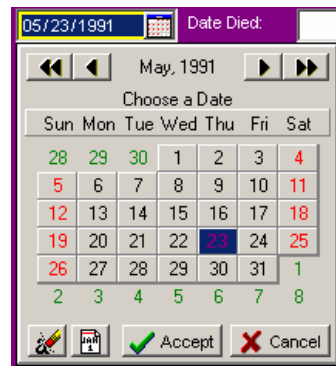 05/23/1991 Date Died:
May, 1991
Choose a Date
Sun Mon Tue Wed Thu Fri Sat
28 29 30 1 2 3 4
5 6 7 8 9 10 11
12 13 14 15 16 17 18
19 20 21 22 23 24 25
26 27 28 29 30 31 1
2 3 4 5 6 7 8
JAN 1 Accept Cancel